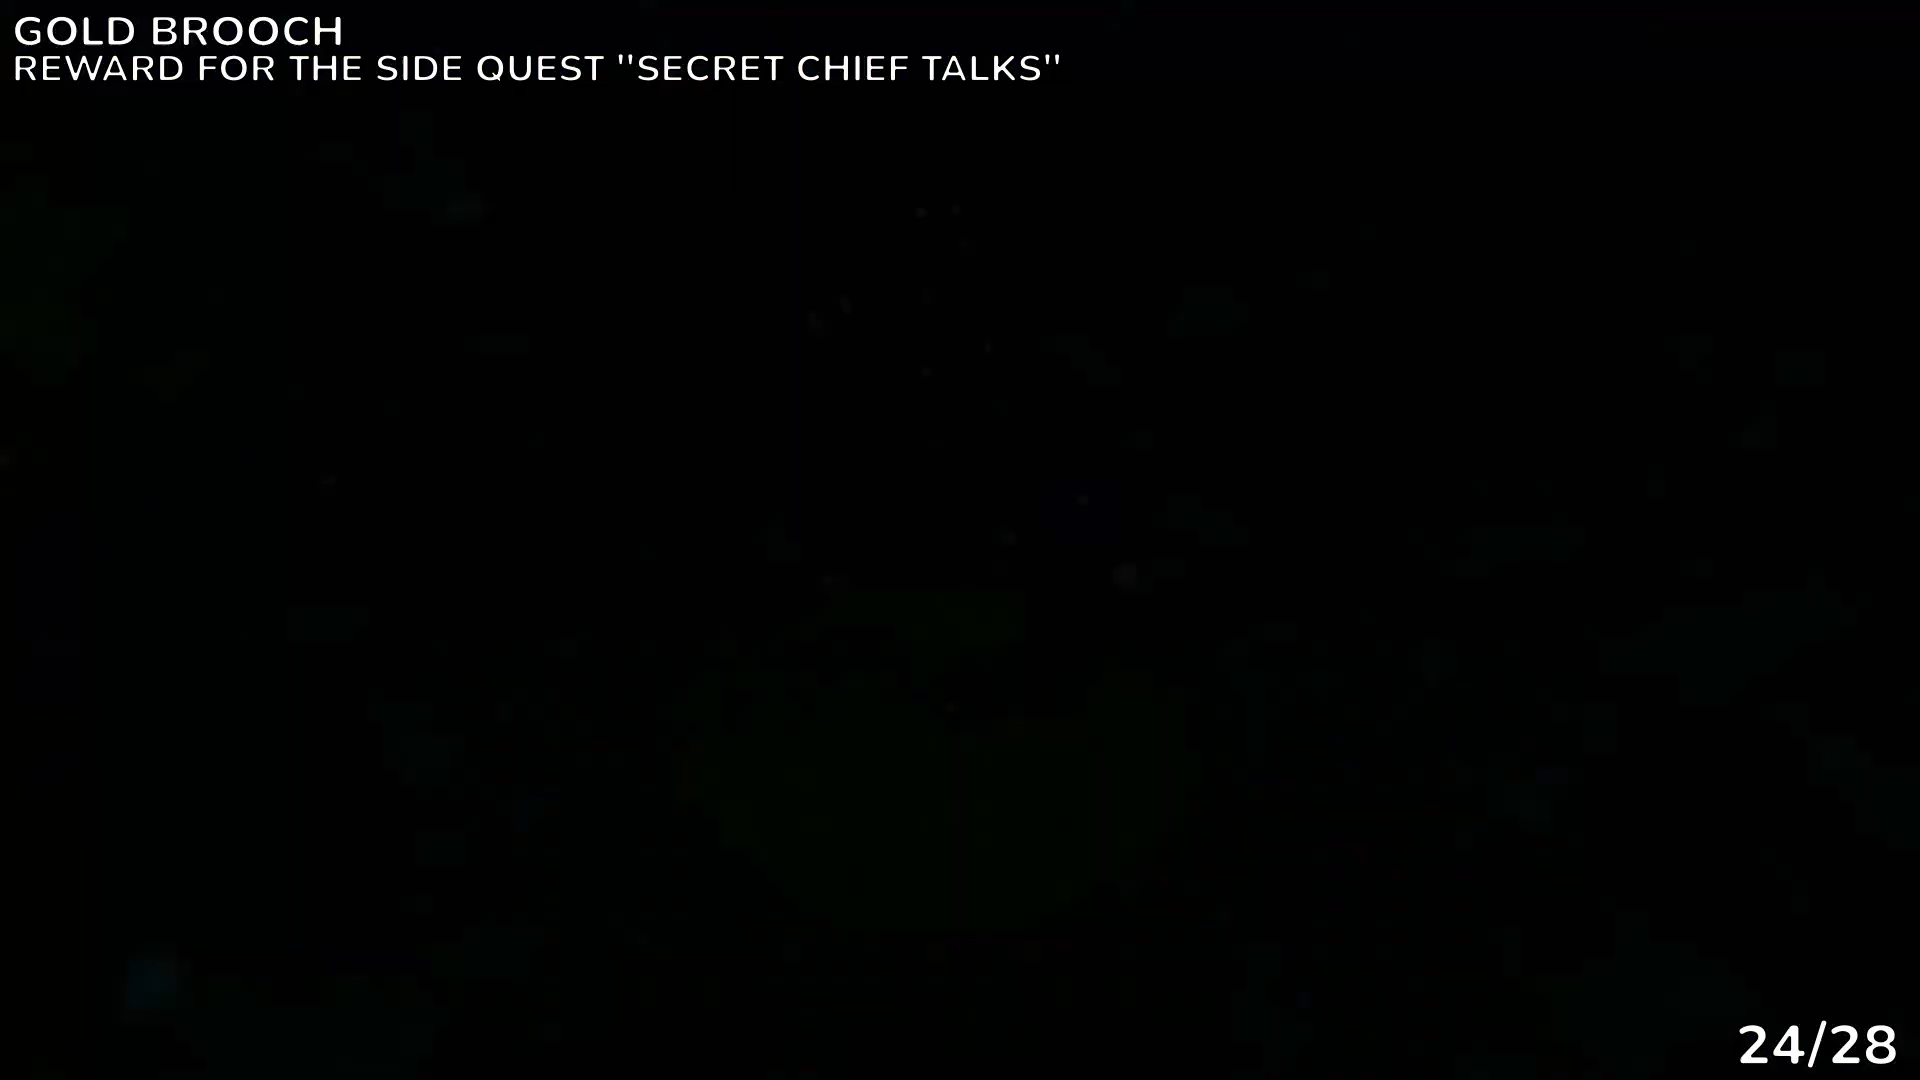 GOLD BROOCH
REWARD FOR THE SIDE QUEST "SECRET CHIEF TALKS"
24/28